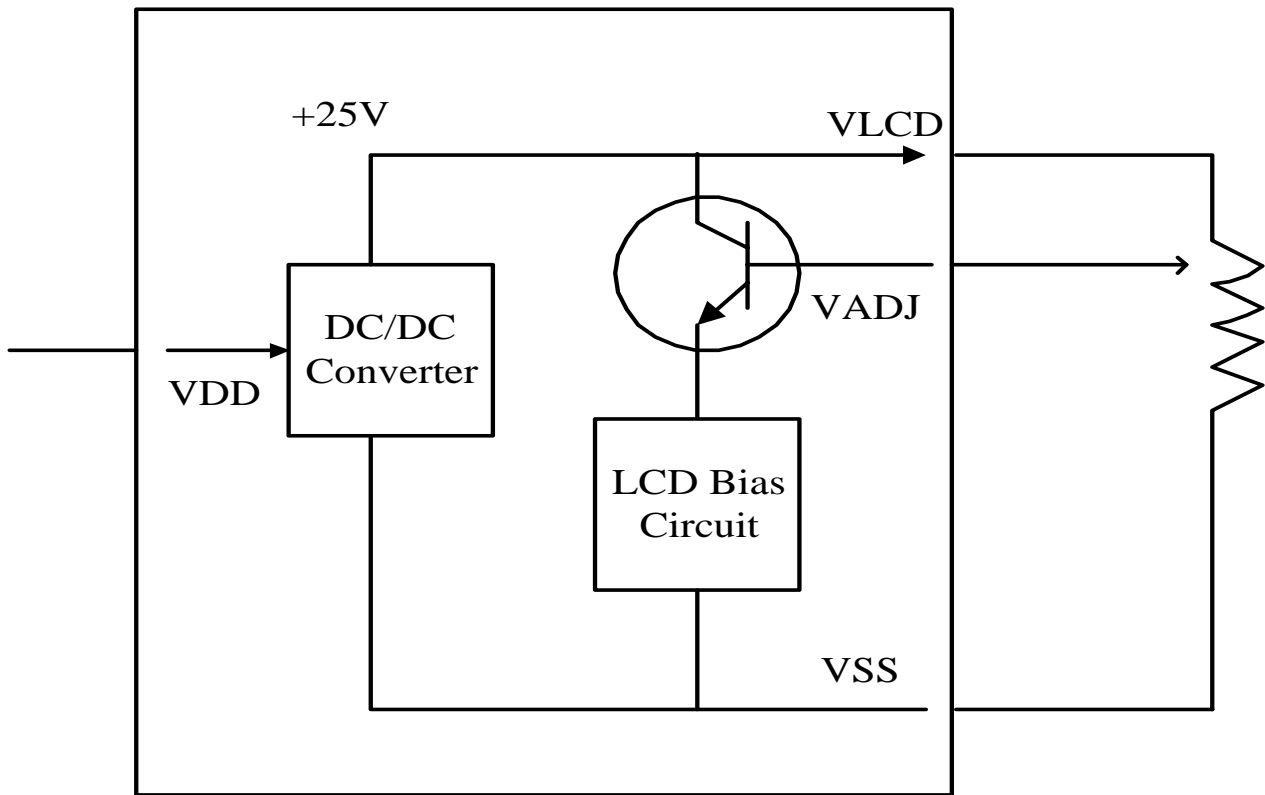 +25V
VLCD
DC/DC
Converter
VADJ
VDD
LCD Bias
Circuit
VSS